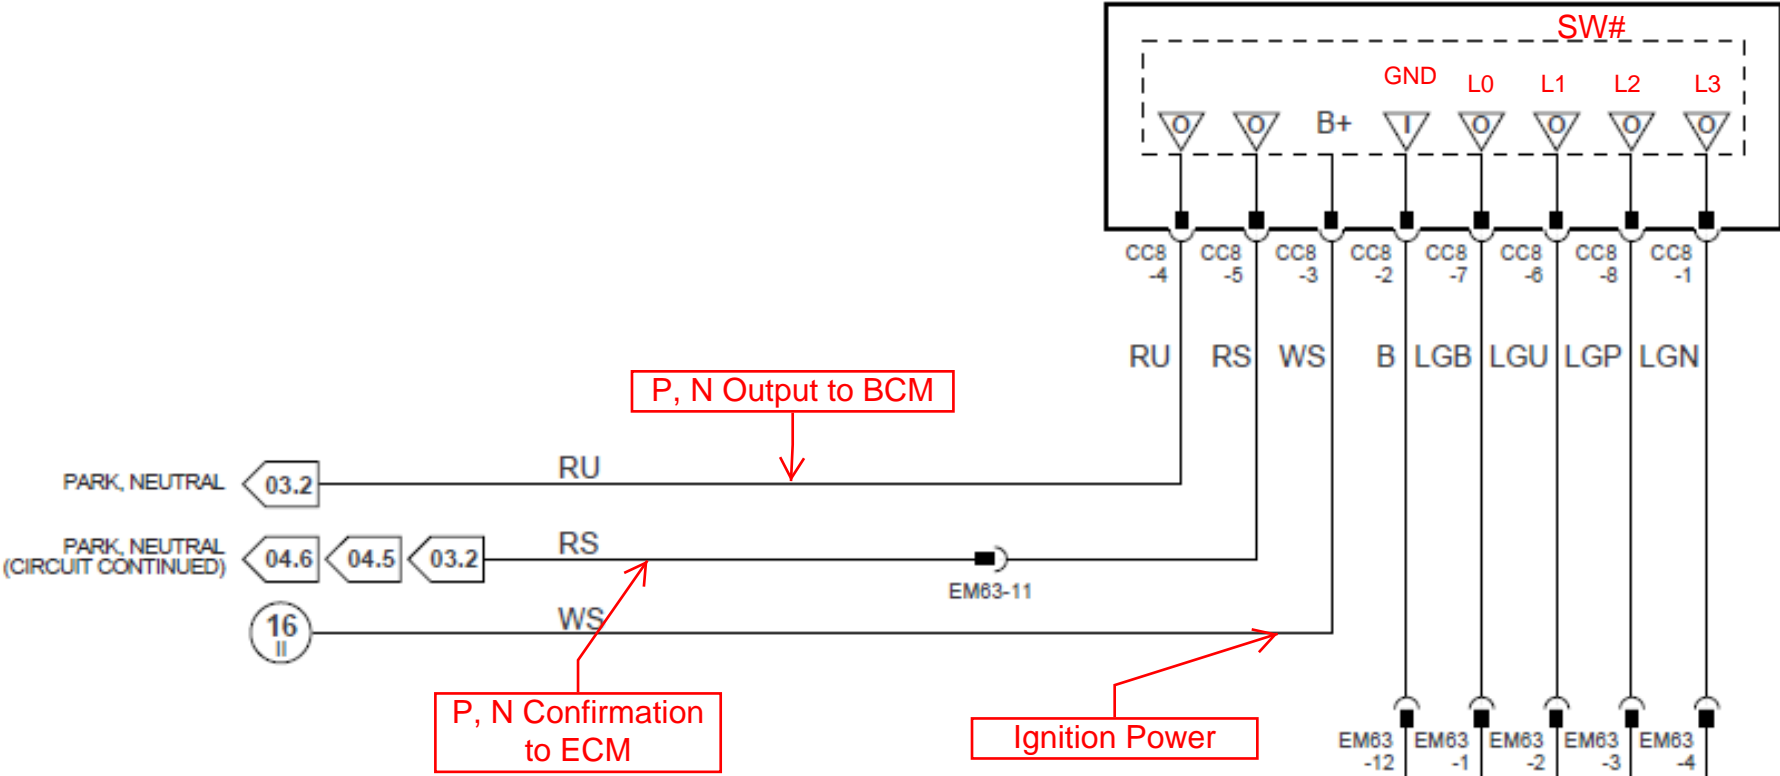 SW#
GND L0 L1 L2 L3
O O B+ I O O O O
CC8 CC8 CC8 CC8 CC8 CC8 CC8 CC8
-4 -5 -3 -2 -7 -6 -8 -1
RU RS WS B LGB LGU LGP LGN
P, N Output to BCM
RU
PARK, NEUTRAL 03.2
RS
PARK, NEUTRAL
(CIRCUIT CONTINUED) 04.6 04.5 03.2
EM63-11
16
II
WS
P, N Confirmation
to ECM
Ignition Power
EM63 EM63 EM63 EM63 EM63
-12 -1 -2 -3 -4